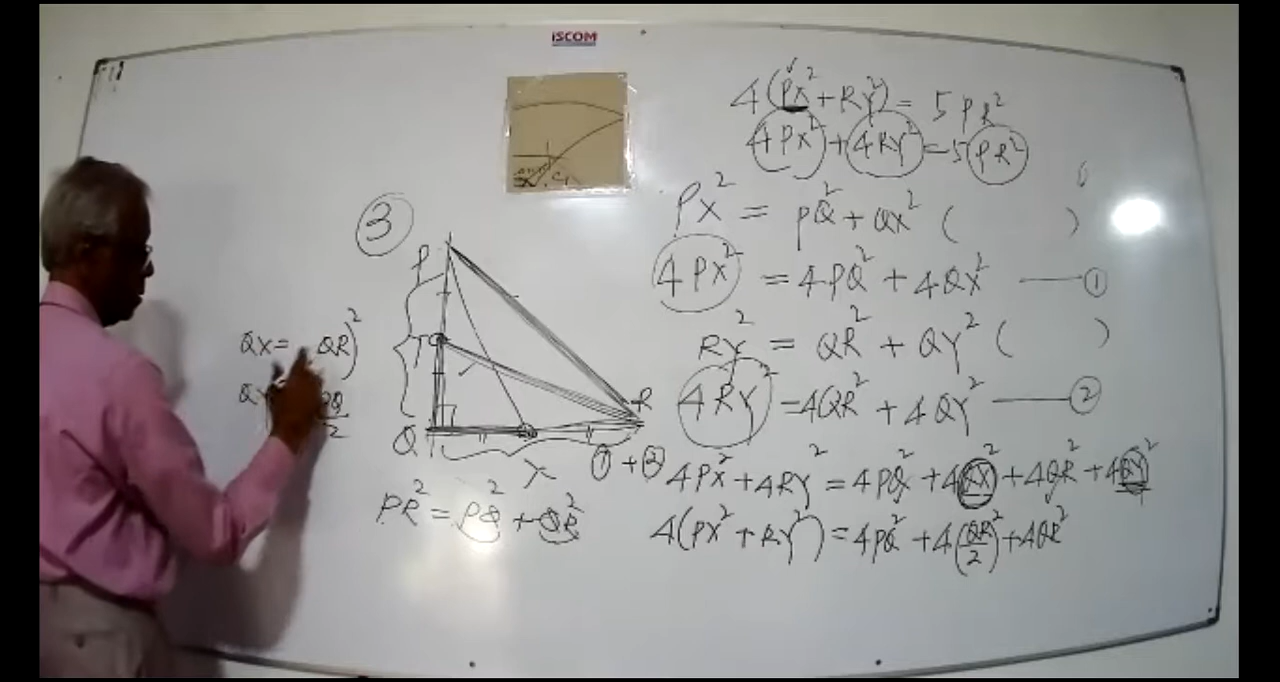 iSCOM
4(PX² + RY²) = 5PR²
4PX² + 4RY² = 5PR²
PX² = PQ² + QX² ( )
4PX² = 4PQ² + 4QX² —— ①
RY² = QR² + QY² ( )
4RY² = 4QR² + 4QY² —— ②
① + ② 4PX² + 4RY² = 4PQ² + 4QX² + 4QR² + 4QY²
4(PX² + RY²) = 4PQ² + 4(QR/2)² + 4QR²
③
P
R
Q
X
QX = QR)²
2
PR² = PQ² + QR²